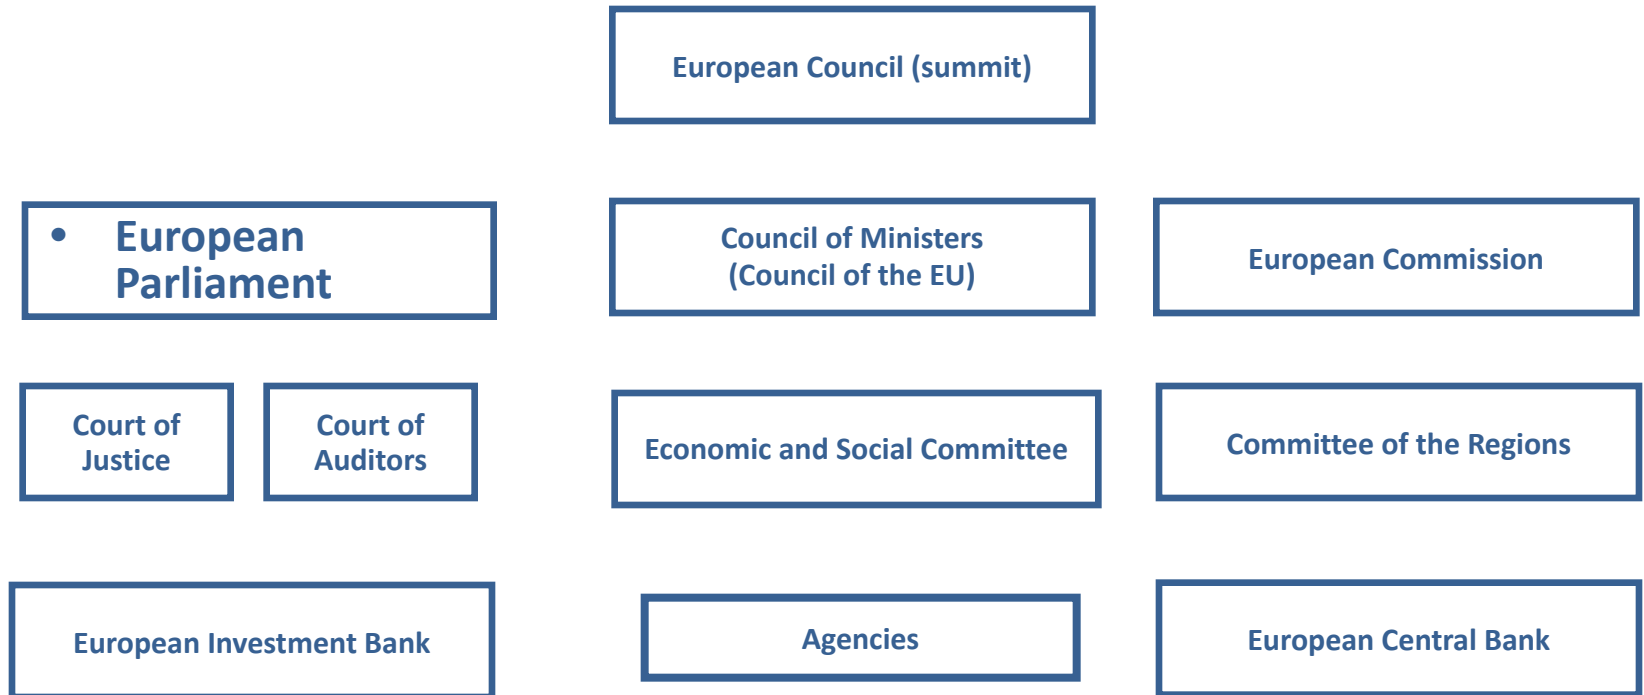 European Council (summit)
• European
Parliament
Council of Ministers
(Council of the EU)
European Commission
Court of
Justice
Court of
Auditors
Economic and Social Committee
Committee of the Regions
European Investment Bank
Agencies
European Central Bank